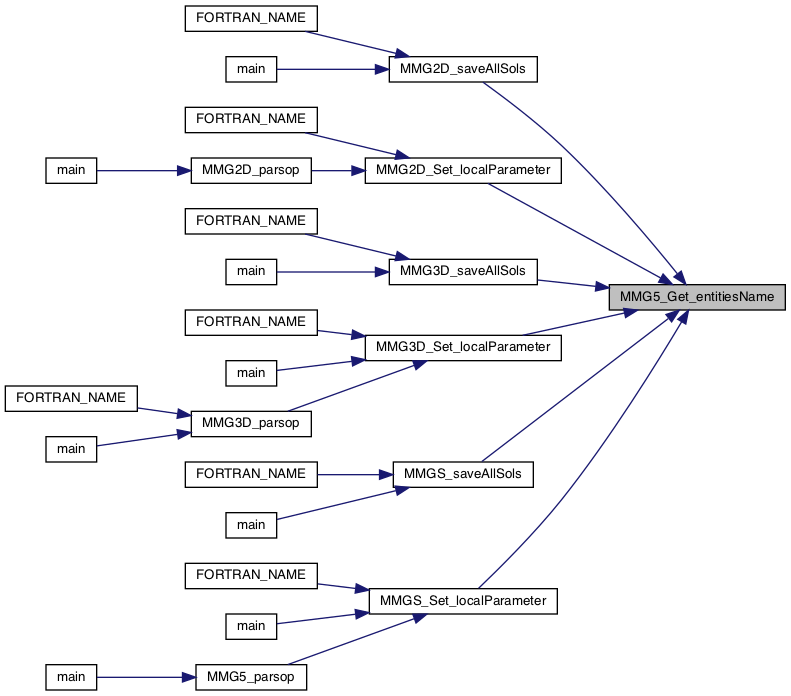 FORTRAN_NAME
main
MMG2D_saveAllSols
FORTRAN_NAME
main
MMG2D_parsop
MMG2D_Set_localParameter
FORTRAN_NAME
main
MMG3D_saveAllSols
MMG5_Get_entitiesName
FORTRAN_NAME
main
MMG3D_Set_localParameter
FORTRAN_NAME
main
MMG3D_parsop
FORTRAN_NAME
main
MMGS_saveAllSols
FORTRAN_NAME
main
MMGS_Set_localParameter
main
MMG5_parsop